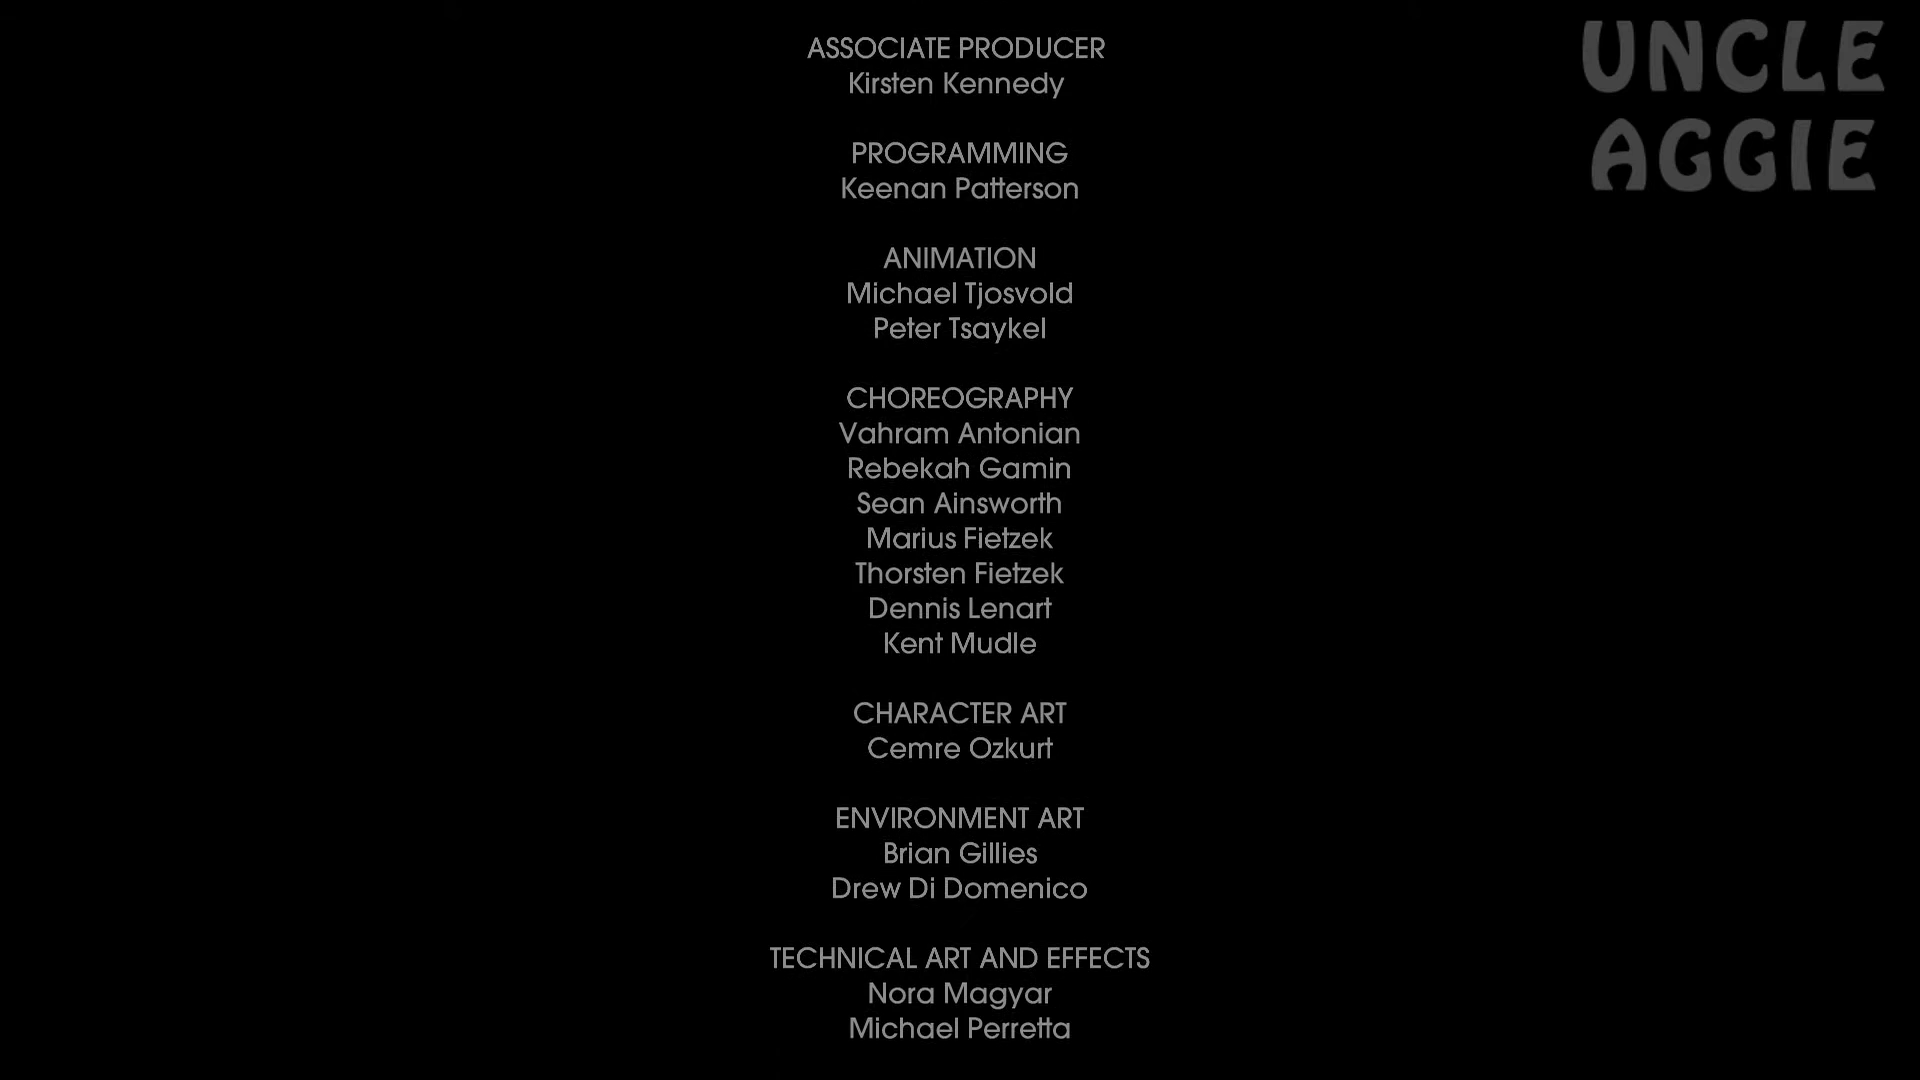 ASSOCIATE PRODUCER
Kirsten Kennedy
PROGRAMMING
Keenan Patterson
ANIMATION
Michael Tjosvold
Peter Tsaykel
CHOREOGRAPHY
Vahram Antonian
Rebekah Gamin
Sean Ainsworth
Marius Fietzek
Thorsten Fietzek
Dennis Lenart
Kent Mudle
CHARACTER ART
Cemre Ozkurt
ENVIRONMENT ART
Brian Gillies
Drew Di Domenico
TECHNICAL ART AND EFFECTS
Nora Magyar
Michael Perretta
UNCLE
AGGIE